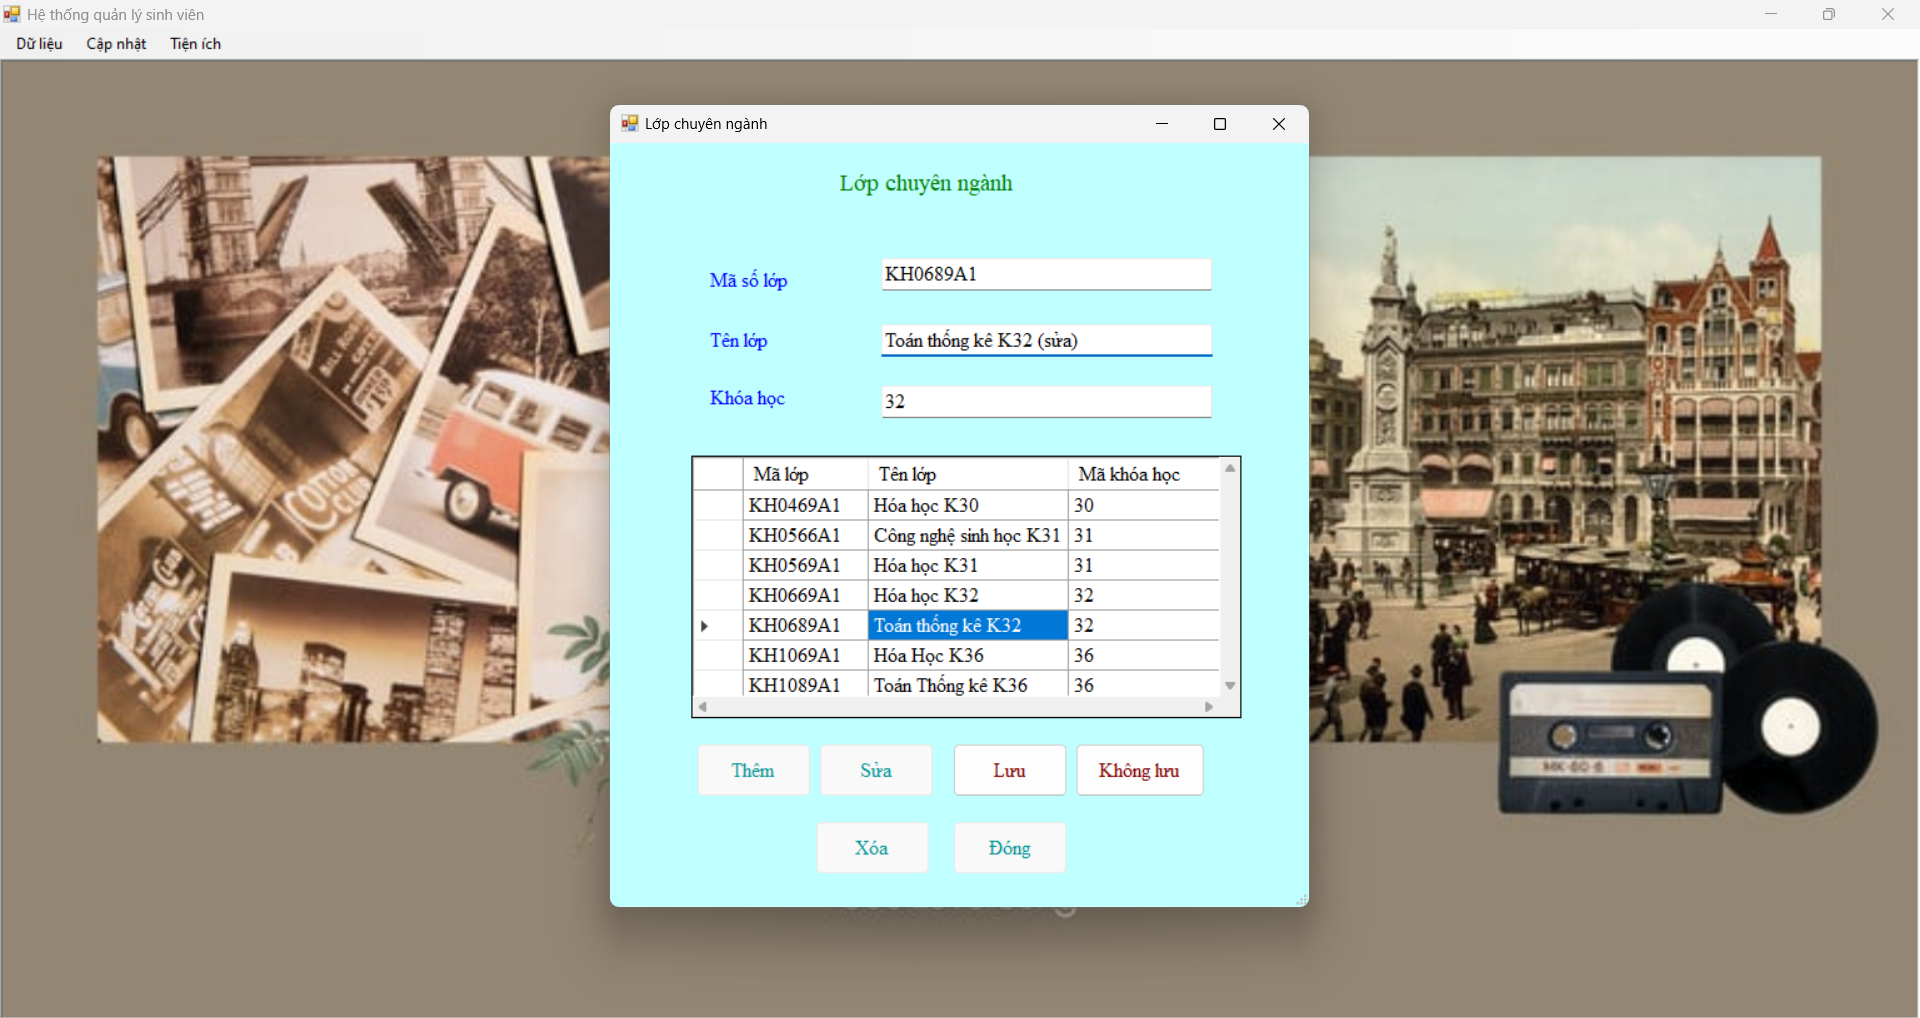 Hệ thống quản lý sinh viên
Dữ liệu Cập nhật Tiện ích
Lớp chuyên ngành
Lớp chuyên ngành
Mã số lớp KH0689A1
Tên lớp Toán thống kê K32 (sửa)
Khóa học 32
Mã lớp Tên lớp Mã khóa học
KH0469A1 Hóa học K30 30
KH0566A1 Công nghệ sinh học K31 31
KH0569A1 Hóa học K31 31
KH0669A1 Hóa học K32 32
KH0689A1 Toán thống kê K32 32
KH1069A1 Hóa Học K36 36
KH1089A1 Toán Thống kê K36 36
Thêm Sửa Lưu Không lưu
Xóa Đóng
COTTON
CLUB